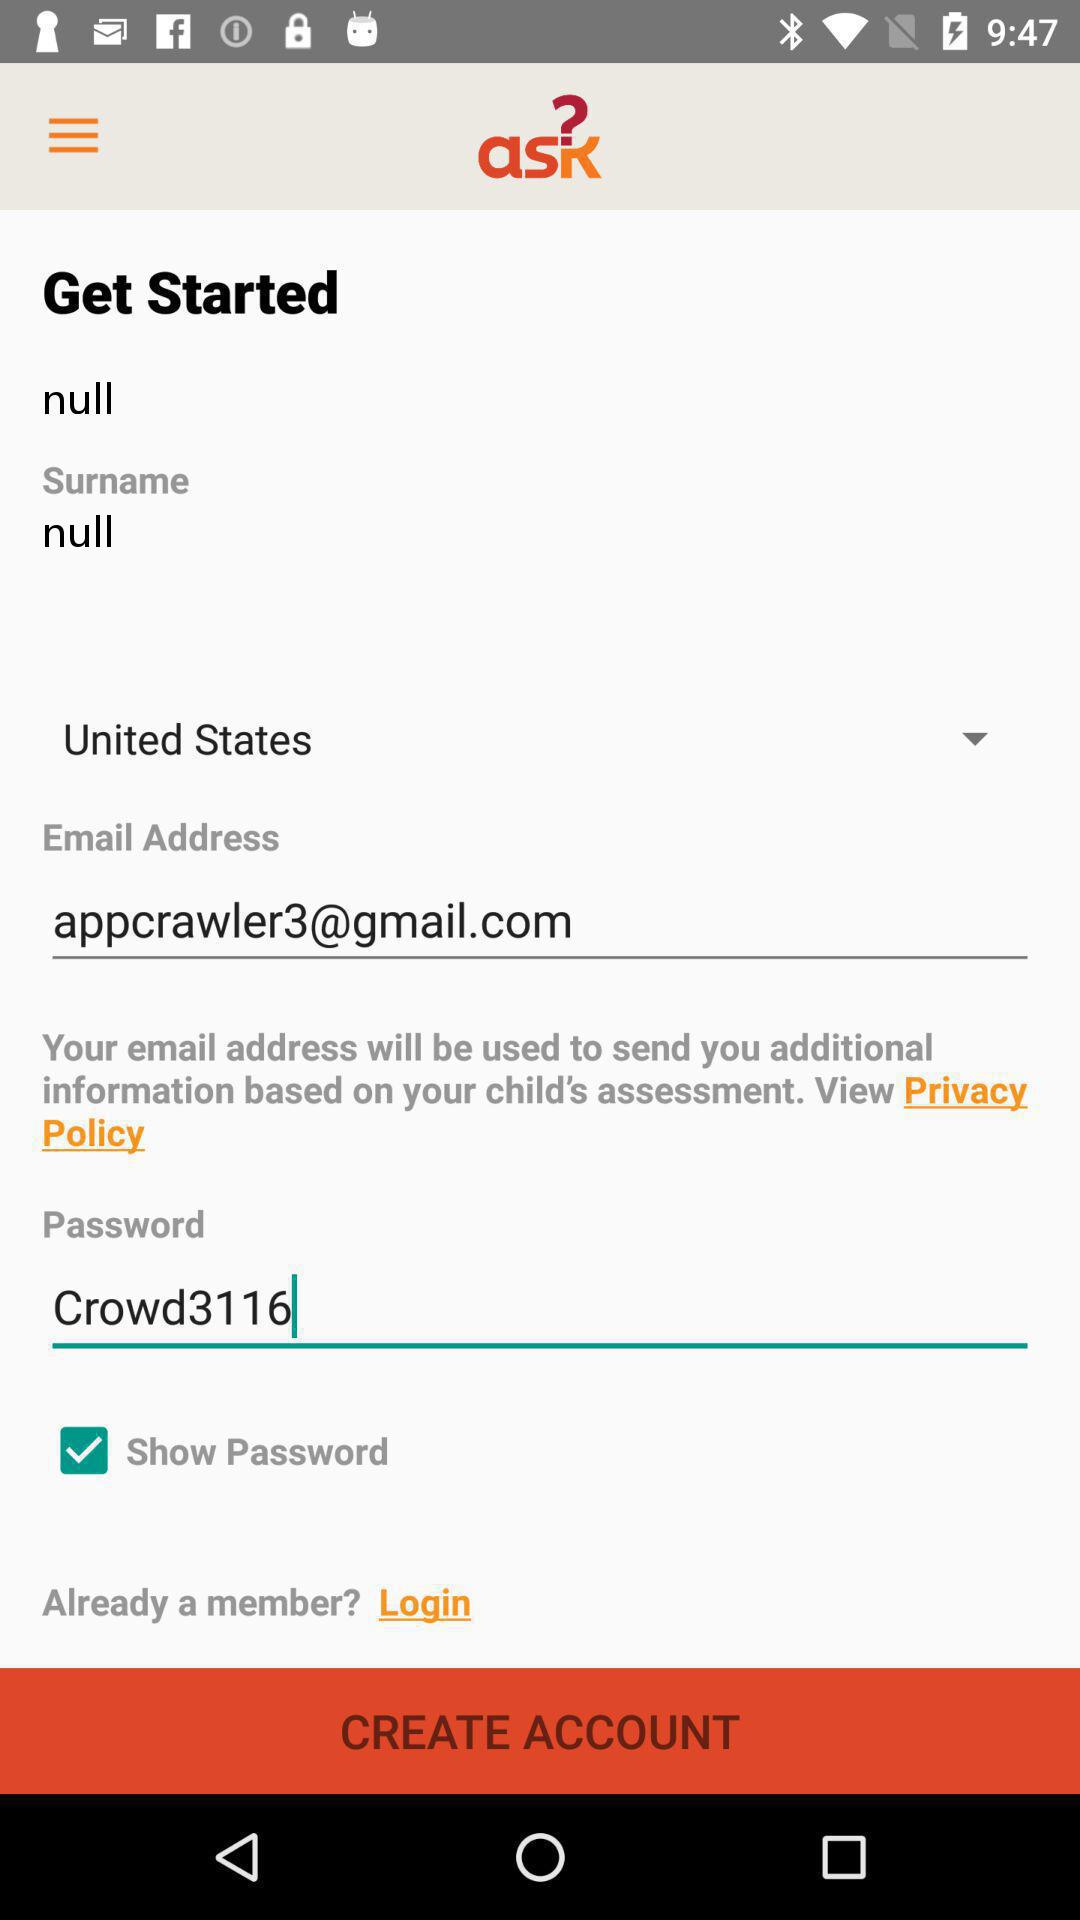 9:47
ask?
Get Started
null
Surname
null
United States
Email Address
appcrawler3@gmail.com
Your email address will be used to send you additional
information based on your child’s assessment. View Privacy
Policy
Password
Crowd3116
Show Password
Already a member? Login
CREATE ACCOUNT